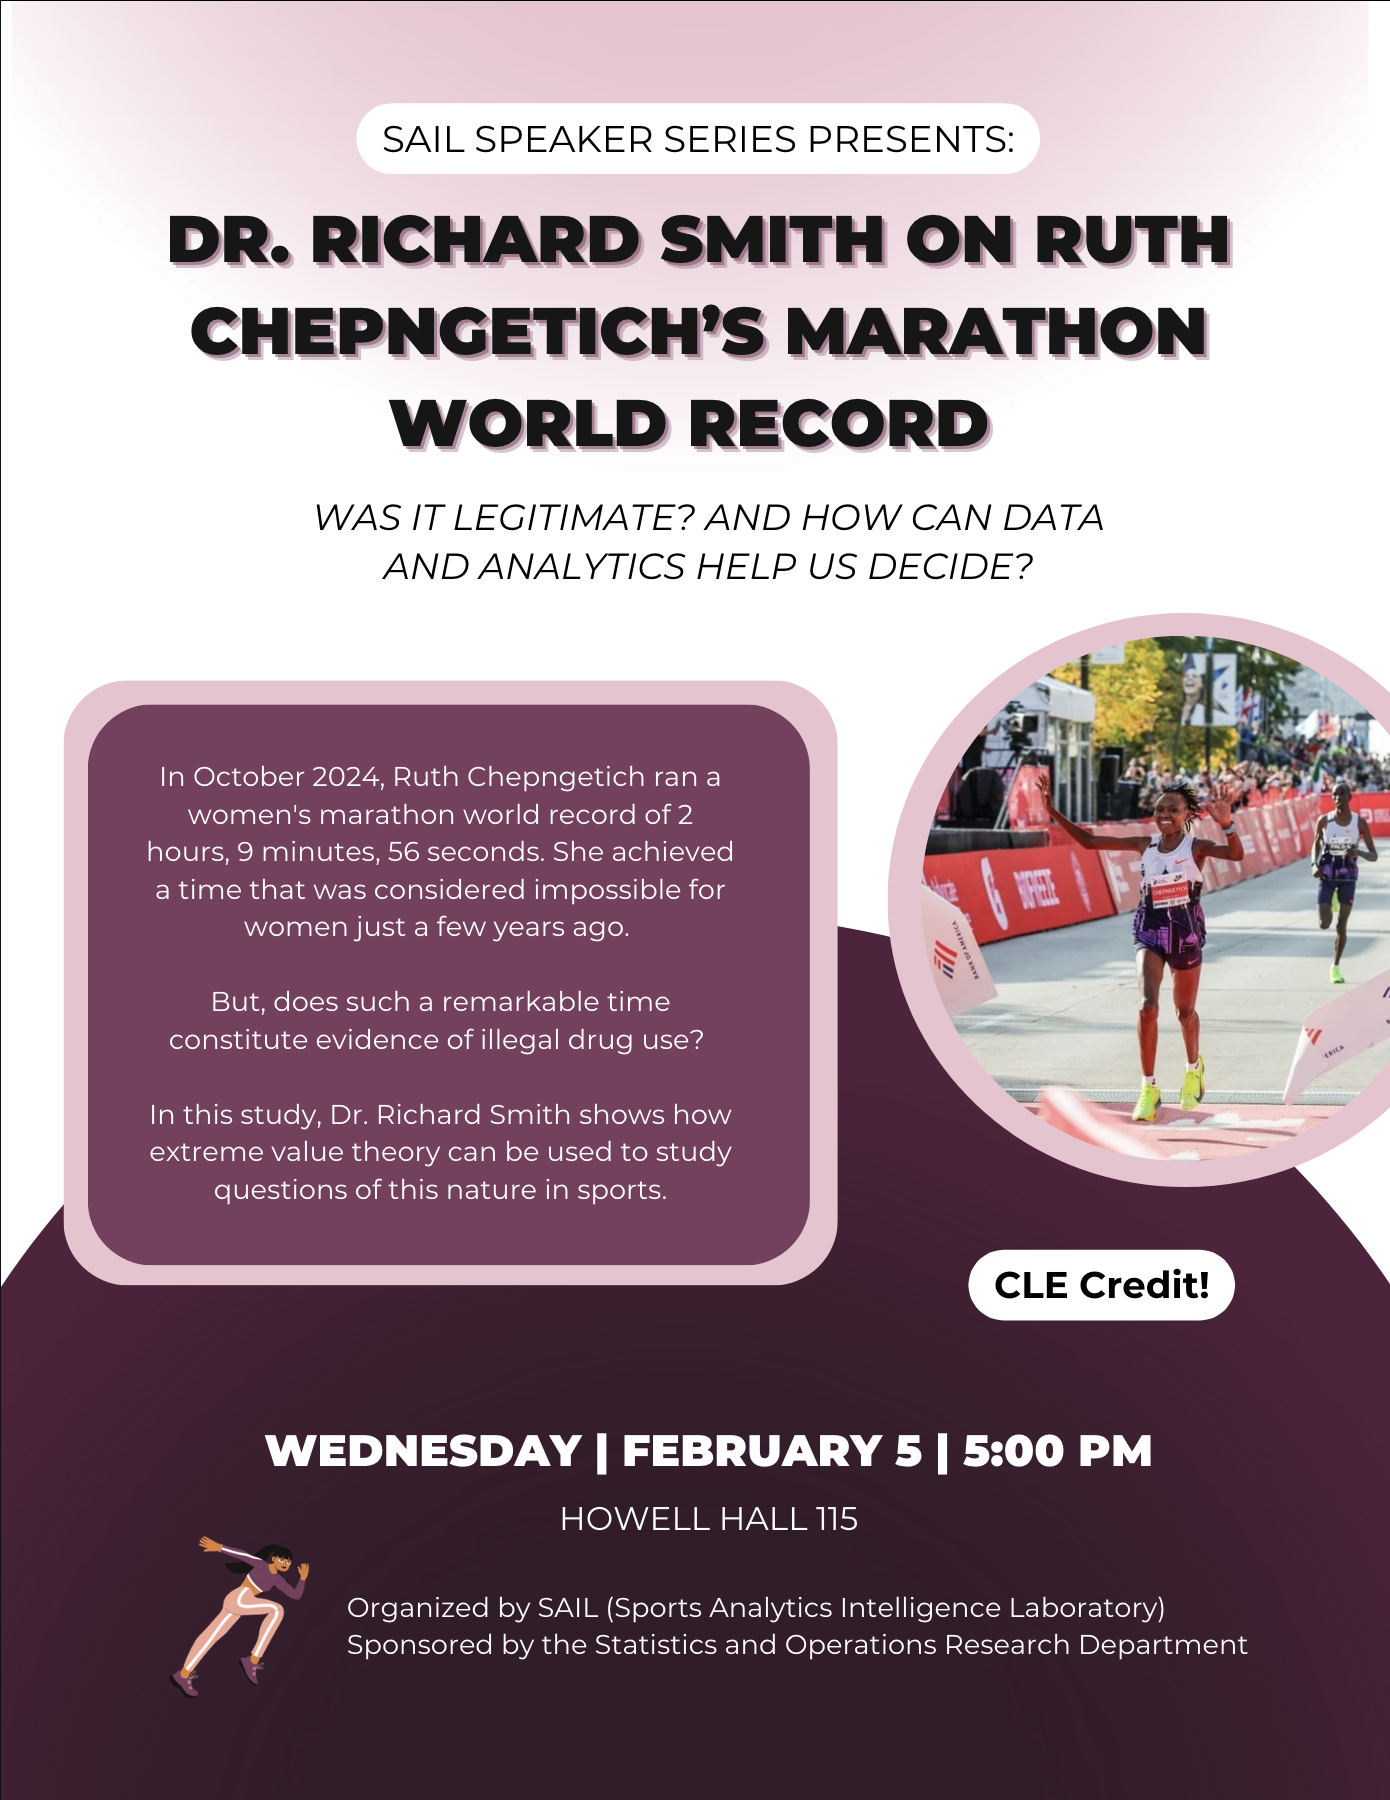 SAIL SPEAKER SERIES PRESENTS:
DR. RICHARD SMITH ON RUTH
CHEPNGETICH’S MARATHON
WORLD RECORD
WAS IT LEGITIMATE? AND HOW CAN DATA
AND ANALYTICS HELP US DECIDE?
In October 2024, Ruth Chepngetich ran a
women's marathon world record of 2
hours, 9 minutes, 56 seconds. She achieved
a time that was considered impossible for
women just a few years ago.
But, does such a remarkable time
constitute evidence of illegal drug use?
In this study, Dr. Richard Smith shows how
extreme value theory can be used to study
questions of this nature in sports.
BIOFREEZE
CHEPNGETICH
BANK OF AMERICA
ERICA
CLE Credit!
WEDNESDAY | FEBRUARY 5 | 5:00 PM
HOWELL HALL 115
Organized by SAIL (Sports Analytics Intelligence Laboratory)
Sponsored by the Statistics and Operations Research Department